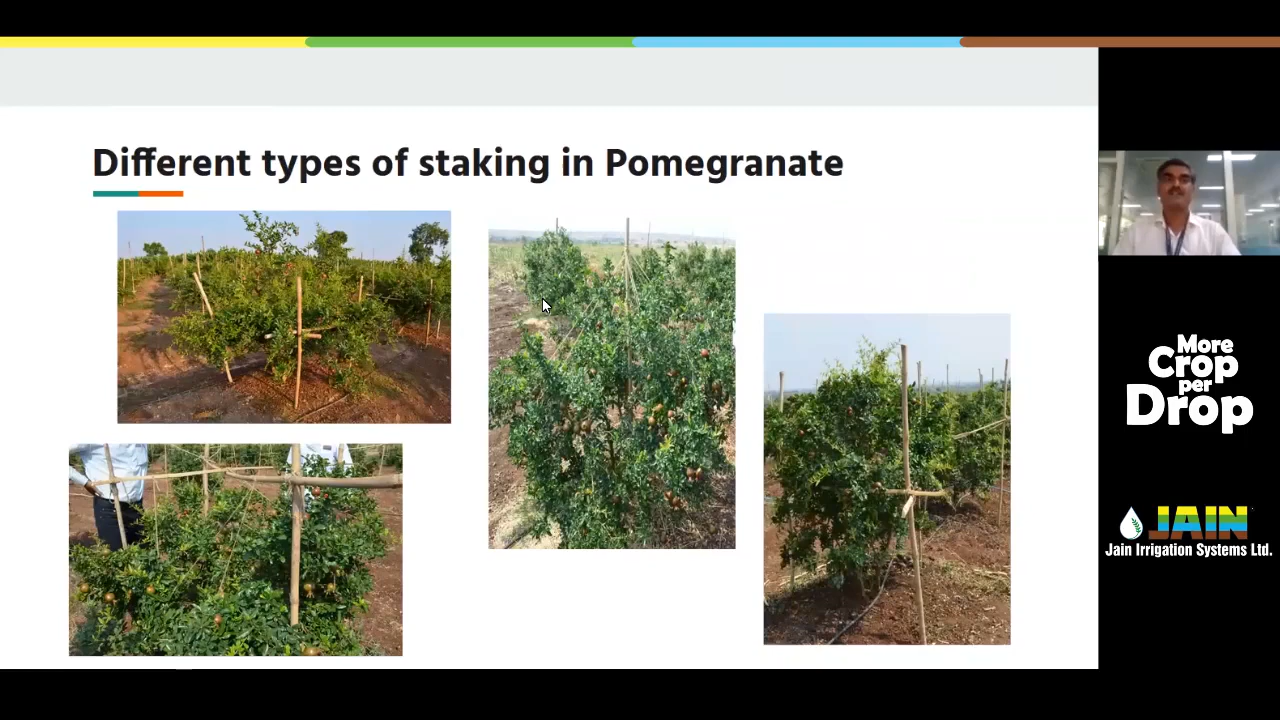 Different types of staking in Pomegranate
More
Crop
per
Drop
JAIN
Jain Irrigation Systems Ltd.